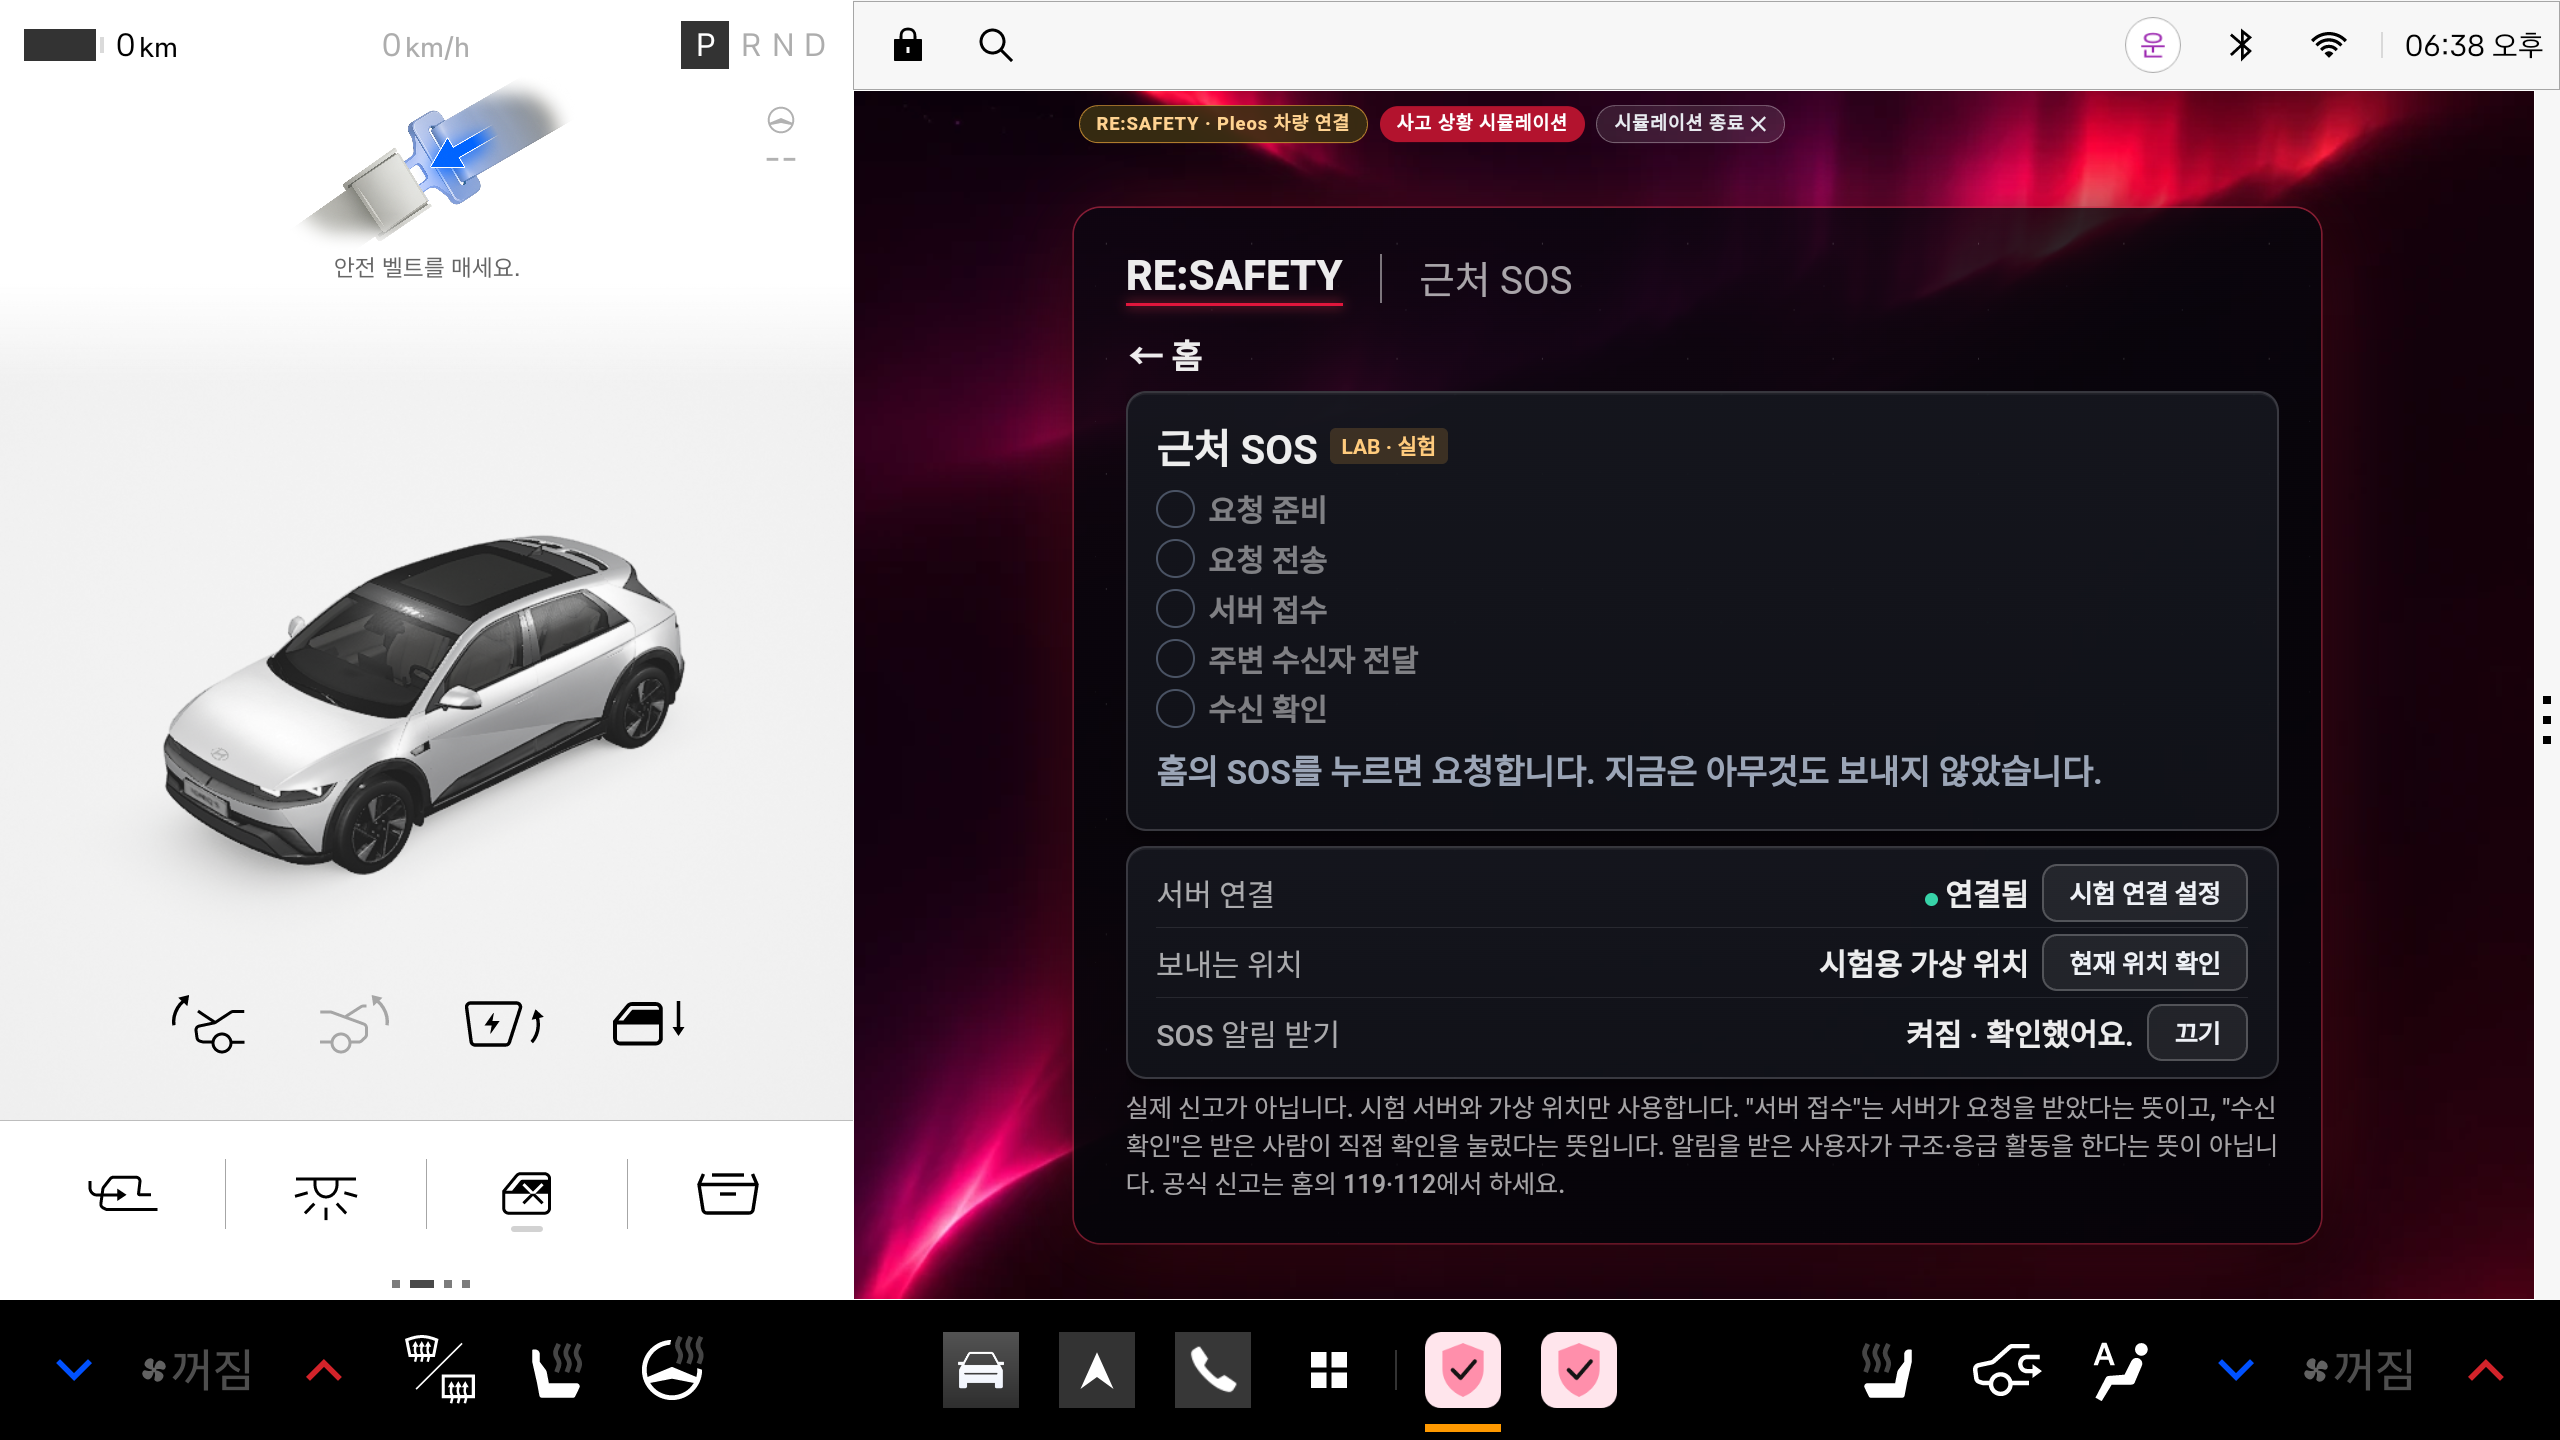 0 km
0 km/h
P R N D
안전 벨트를 매세요.
운
06:38 오후
RE:SAFETY · Pleos 차량 연결
사고 상황 시뮬레이션
시뮬레이션 종료 ✕
RE:SAFETY
근처 SOS
← 홈
근처 SOS
LAB · 실험
요청 준비
요청 전송
서버 접수
주변 수신자 전달
수신 확인
홈의 SOS를 누르면 요청합니다. 지금은 아무것도 보내지 않았습니다.
서버 연결
연결됨
시험 연결 설정
보내는 위치
시험용 가상 위치
현재 위치 확인
SOS 알림 받기
켜짐 · 확인했어요.
끄기
실제 신고가 아닙니다. 시험 서버와 가상 위치만 사용합니다. "서버 접수"는 서버가 요청을 받았다는 뜻이고, "수신
확인"은 받은 사람이 직접 확인을 눌렀다는 뜻입니다. 알림을 받은 사용자가 구조·응급 활동을 한다는 뜻이 아닙니
다. 공식 신고는 홈의 119·112에서 하세요.
꺼짐
A
꺼짐